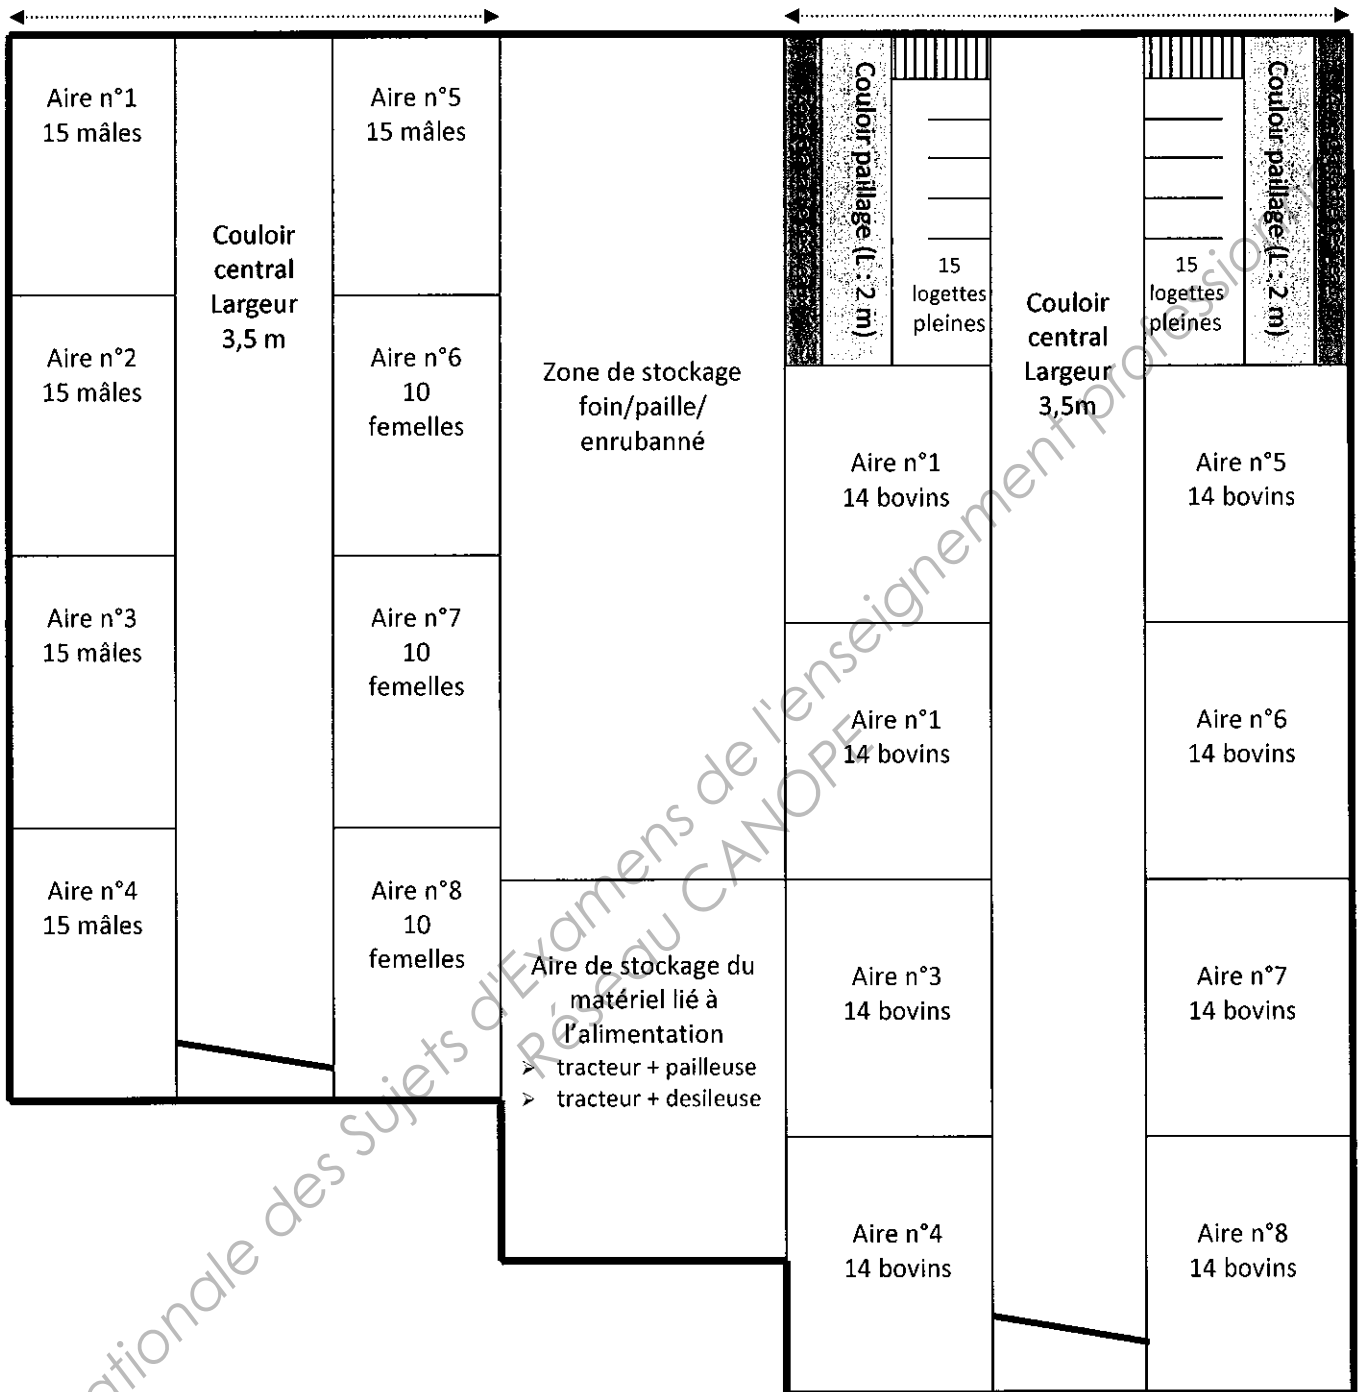 Aire n°1
15 mâles
Aire n°2
15 mâles
Aire n°3
15 mâles
Aire n°4
15 mâles
Couloir
central
Largeur
3,5 m
Aire n°5
15 mâles
Aire n°6
10
femelles
Aire n°7
10
femelles
Aire n°8
10
femelles
Zone de stockage
foin/paille/
enrubanné
Aire de stockage du
matériel lié à
l'alimentation
➢ tracteur + pailleuse
➢ tracteur + desileuse
Couloir paillage (L : 2 m)
15
logettes
pleines
Aire n°1
14 bovins
Aire n°1
14 bovins
Aire n°3
14 bovins
Aire n°4
14 bovins
Couloir
central
Largeur
3,5m
15
logettes
pleines
Couloir paillage (L : 2 m)
Aire n°5
14 bovins
Aire n°6
14 bovins
Aire n°7
14 bovins
Aire n°8
14 bovins
ationale des Sujets d'Examens de l'enseignement professionn
Réseau CANOPE